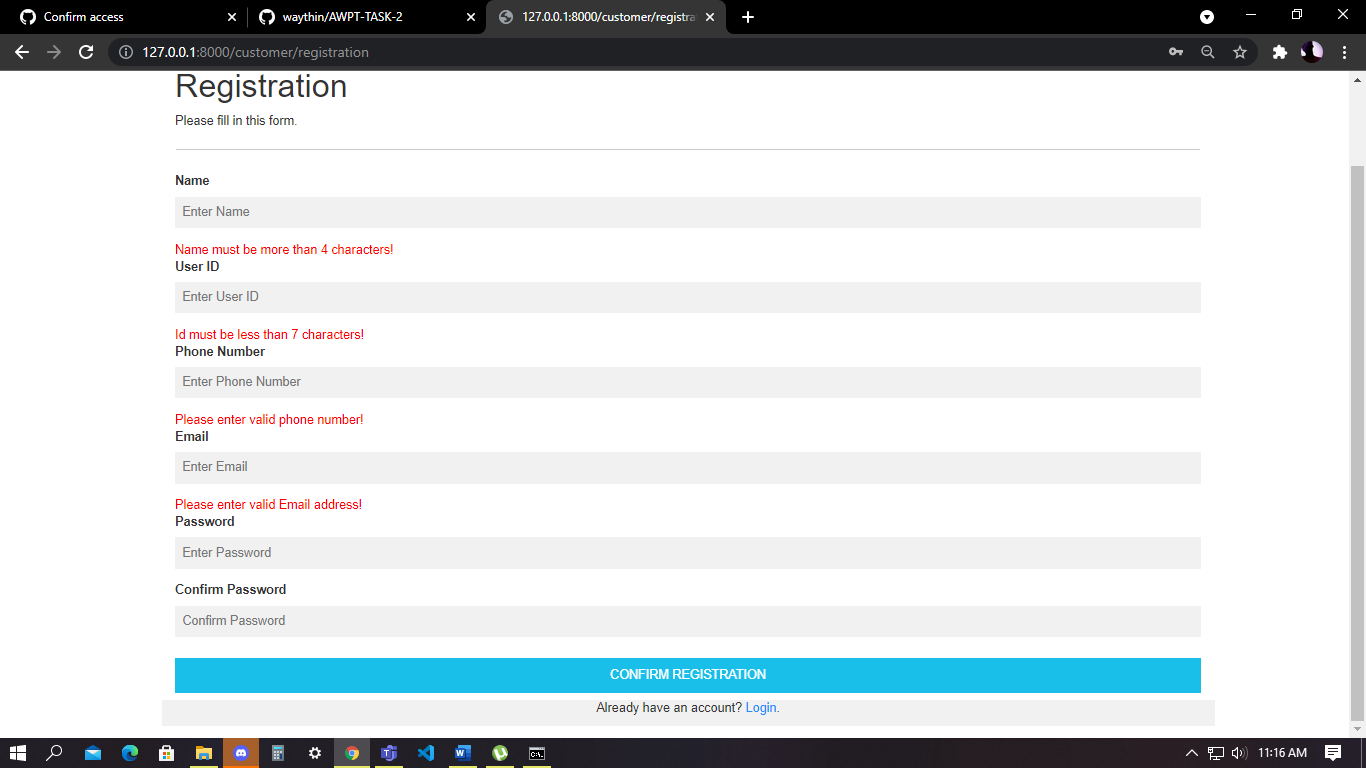 Confirm access
waythin/AWPT-TASK-2
127.0.0.1:8000/customer/registra
127.0.0.1:8000/customer/registration
Registration
Please fill in this form.
Name
Enter Name
Name must be more than 4 characters!
User ID
Enter User ID
Id must be less than 7 characters!
Phone Number
Enter Phone Number
Please enter valid phone number!
Email
Enter Email
Please enter valid Email address!
Password
Enter Password
Confirm Password
Confirm Password
CONFIRM REGISTRATION
Already have an account? Login.
11:16 AM